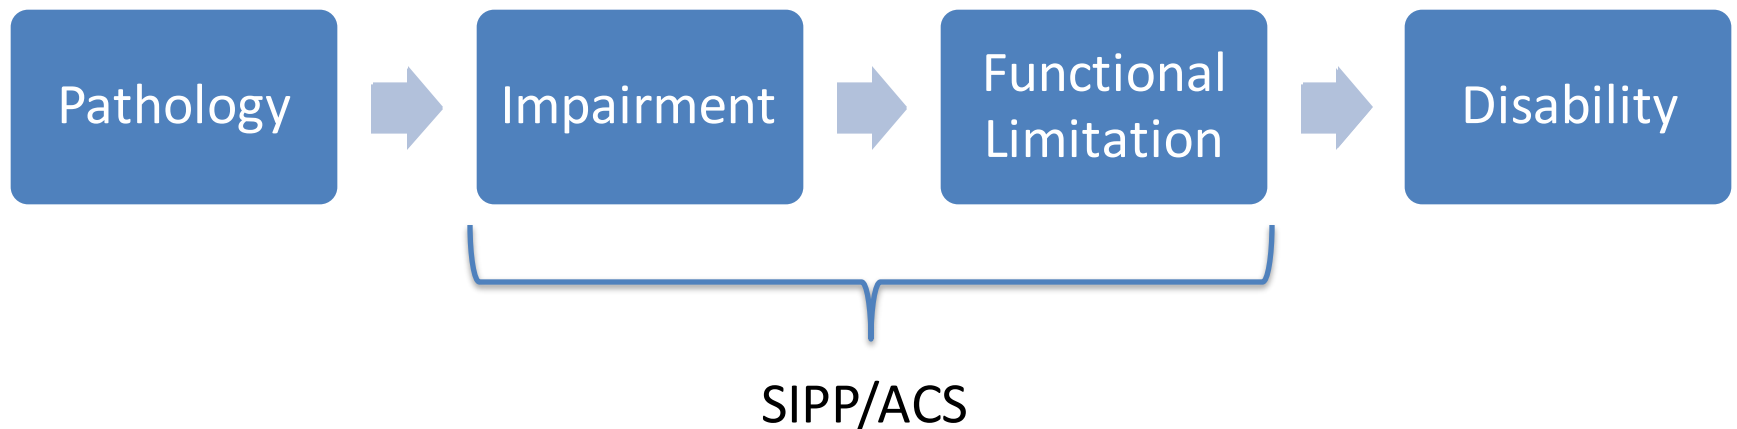 Pathology
Impairment
Functional
Limitation
Disability
SIPP/ACS